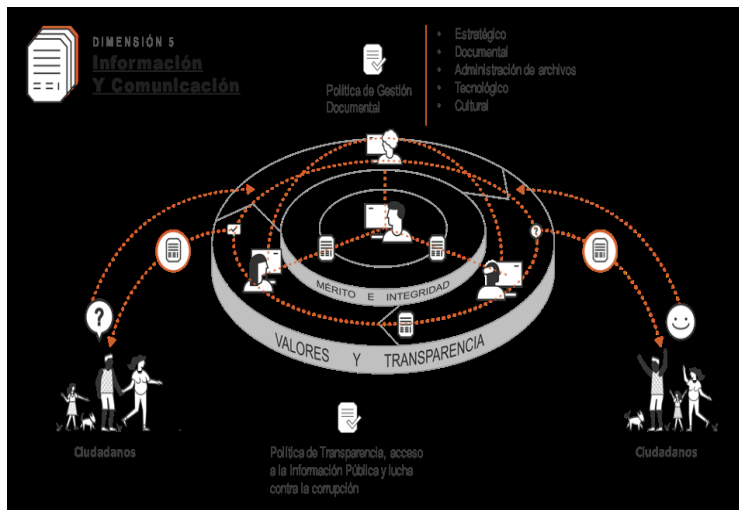 DIMENSIÓN 5
Información
Y Comunicación
Política de Gestión
Documental
• Estratégico
• Documental
• Administración de archivos
• Tecnológico
• Cultural
?
?
MÉRITO E INTEGRIDAD
VALORES Y TRANSPARENCIA
Ciudadanos
Ciudadanos
Política de Transparencia, acceso
a la Información Pública y lucha
contra la corrupción